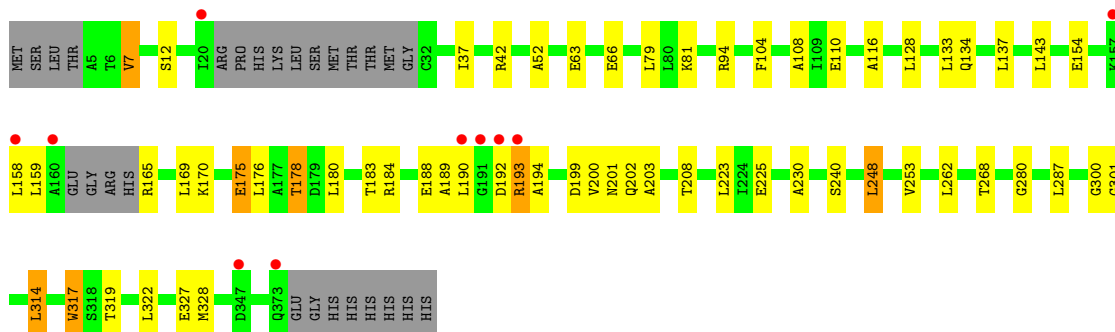 MET SER LEU THR A5 T6 V7 S12 I20 ARG PRO HIS LYS LEU SER MET THR THR MET GLY C32 I37 R42 A52 E63 E66 L79 L80 K81 R94 F104 A108 I109 E110 A116 L128 L133 Q134 L137 L143 E154 K157
L158 L159 A160 GLU GLY ARG HIS R165 L169 K170 E175 L176 A177 T178 D179 L180 T183 R184 E188 A189 L190 G191 D192 R193 A194 D199 V200 N201 Q202 A203 T208 L223 I224 E225 A230 S240 L248 V253 L262 T268 G280 L287 G300
L314 W317 S318 T319 L322 E327 M328 D347 Q373 GLU GLY HIS HIS HIS HIS HIS HIS